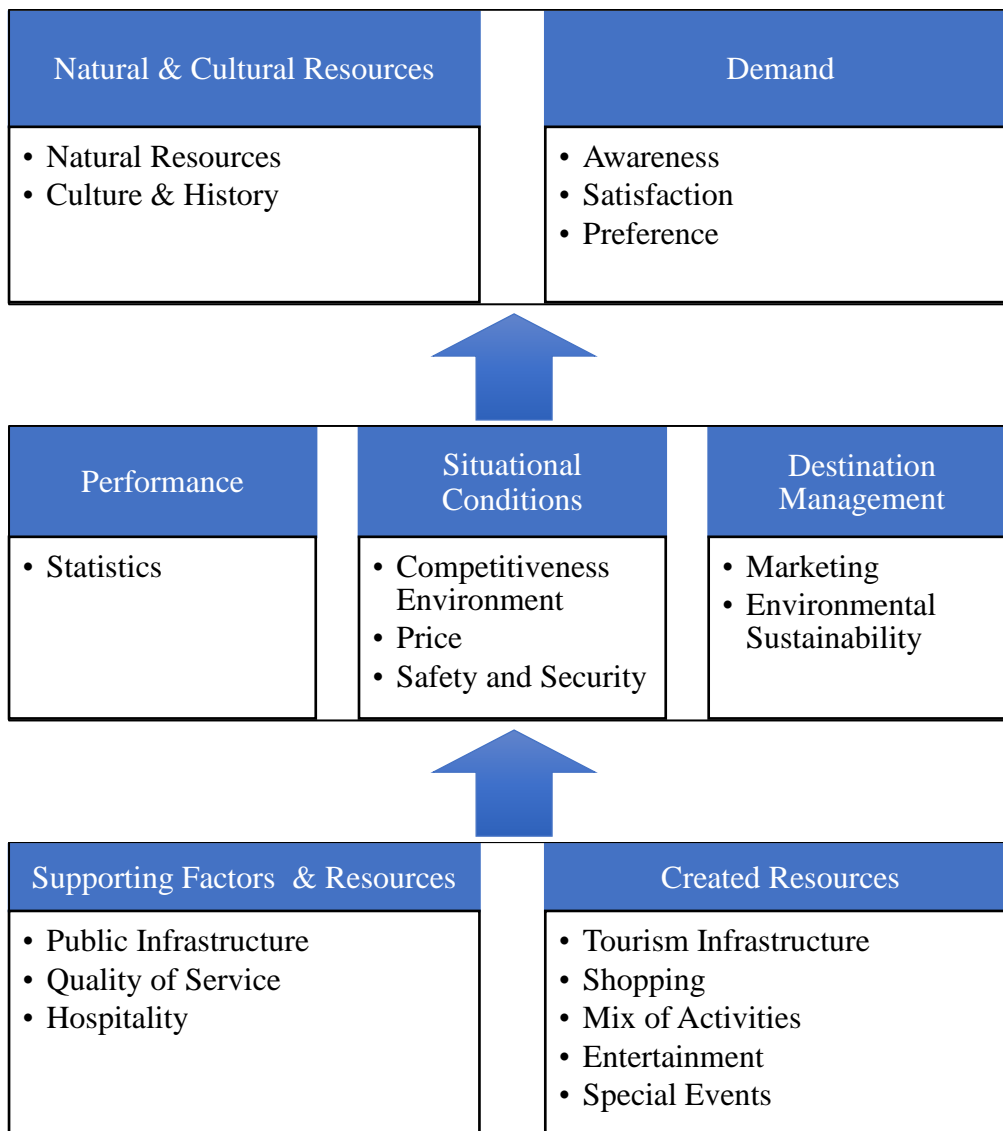 Natural & Cultural Resources
• Natural Resources
• Culture & History
Demand
• Awareness
• Satisfaction
• Preference
Performance
• Statistics
Situational
Conditions
• Competitiveness
Environment
• Price
• Safety and Security
Destination
Management
• Marketing
• Environmental
Sustainability
Supporting Factors & Resources
• Public Infrastructure
• Quality of Service
• Hospitality
Created Resources
• Tourism Infrastructure
• Shopping
• Mix of Activities
• Entertainment
• Special Events